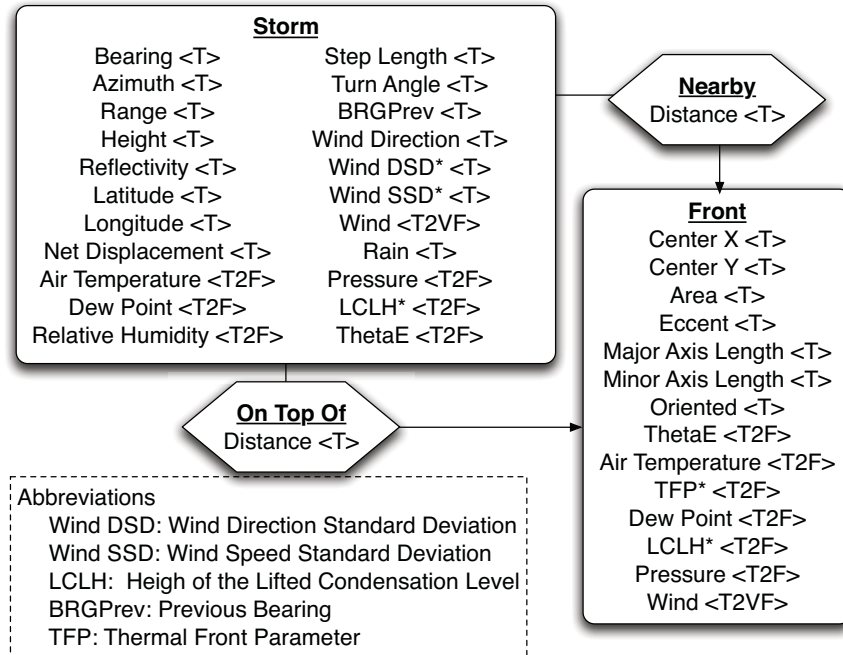 Storm
Bearing <T>
Azimuth <T>
Range <T>
Height <T>
Reflectivity <T>
Latitude <T>
Longitude <T>
Net Displacement <T>
Air Temperature <T2F>
Dew Point <T2F>
Relative Humidity <T2F>
Step Length <T>
Turn Angle <T>
BRGPrev <T>
Wind Direction <T>
Wind DSD* <T>
Wind SSD* <T>
Wind <T2VF>
Rain <T>
Pressure <T2F>
LCLH* <T2F>
ThetaE <T2F>
Nearby
Distance <T>
Front
Center X <T>
Center Y <T>
Area <T>
Eccent <T>
Major Axis Length <T>
Minor Axis Length <T>
Oriented <T>
ThetaE <T2F>
Air Temperature <T2F>
TFP* <T2F>
Dew Point <T2F>
LCLH* <T2F>
Pressure <T2F>
Wind <T2VF>
On Top Of
Distance <T>
Abbreviations
Wind DSD: Wind Direction Standard Deviation
Wind SSD: Wind Speed Standard Deviation
LCLH: Heigh of the Lifted Condensation Level
BRGPrev: Previous Bearing
TFP: Thermal Front Parameter